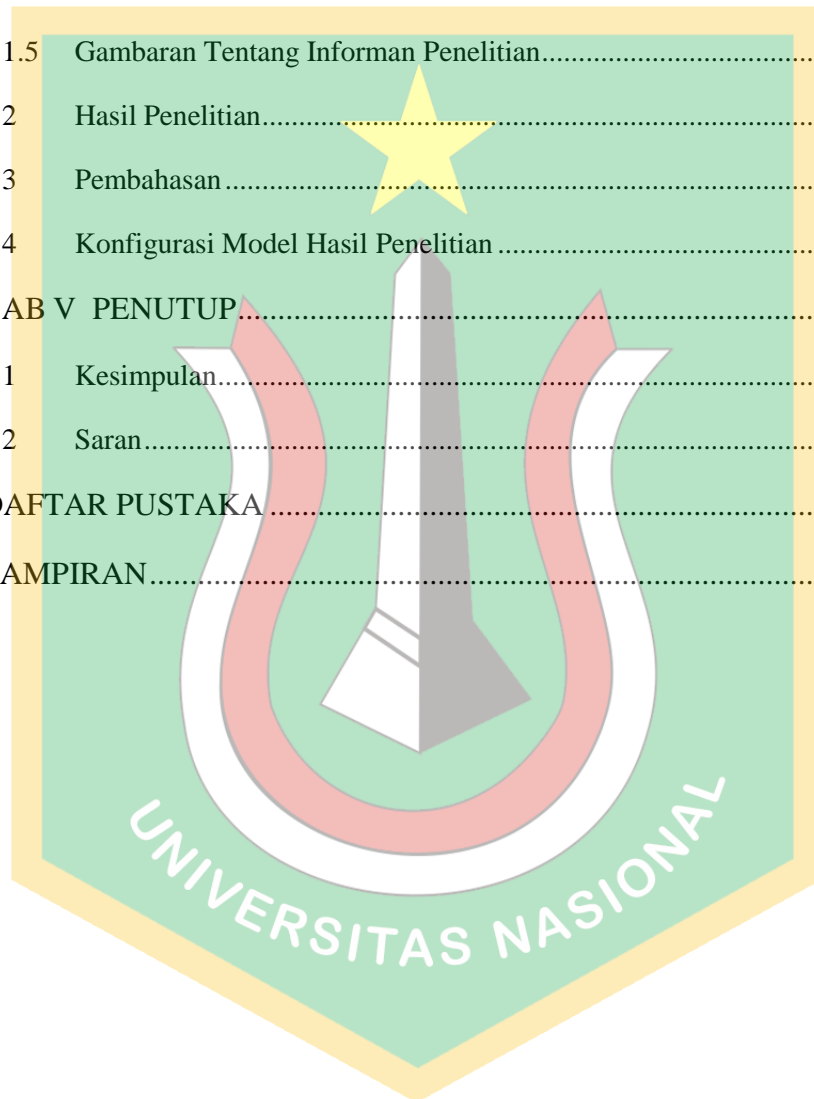 1.5 Gambaran Tentang Informan Penelitian....................................
2 Hasil Penelitian........................................................................
3 Pembahasan.............................................................................
4 Konfigurasi Model Hasil Penelitian..........................................
AB V PENUTUP.........................................................................
1 Kesimpulan..............................................................................
2 Saran........................................................................................
DAFTAR PUSTAKA.....................................................................
AMPIRAN....................................................................................
UNIVERSITAS NASIONAL